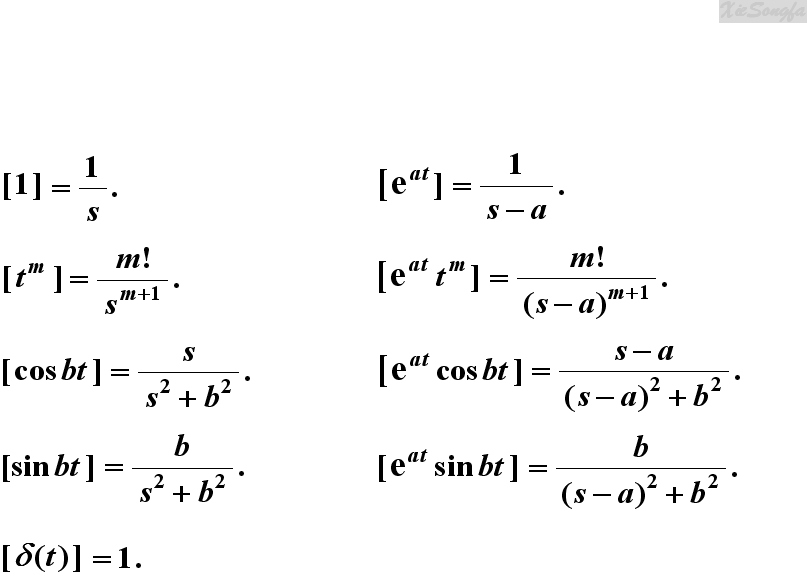 XieSongfa
[1] = 1/s. [e^{at}] = 1/(s − a).
[t^m] = m!/s^{m+1}. [e^{at} t^m] = m!/(s − a)^{m+1}.
[cos bt] = s/(s^2 + b^2). [e^{at} cos bt] = (s − a)/((s − a)^2 + b^2).
[sin bt] = b/(s^2 + b^2). [e^{at} sin bt] = b/((s − a)^2 + b^2).
[δ(t)] = 1.